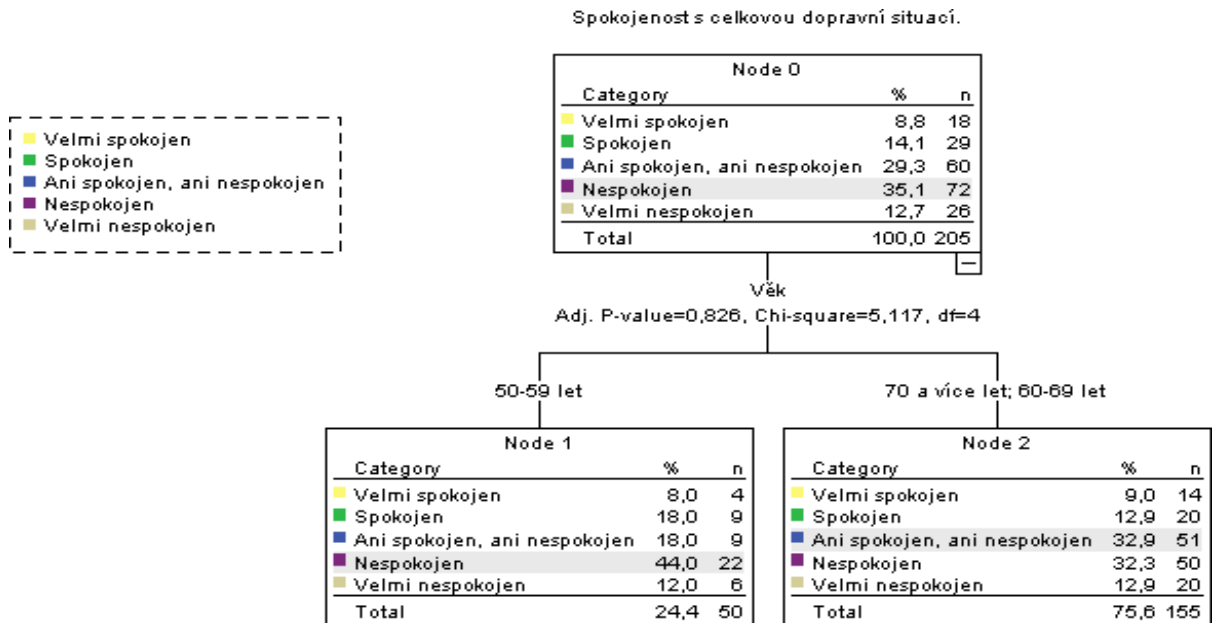 Spokojenost s celkovou dopravní situací.
Velmi spokojen
Spokojen
Ani spokojen, ani nespokojen
Nespokojen
Velmi nespokojen
Node 0
Category % n
Velmi spokojen 8,8 18
Spokojen 14,1 29
Ani spokojen, ani nespokojen 29,3 60
Nespokojen 35,1 72
Velmi nespokojen 12,7 26
Total 100,0 205
Věk
Adj. P-value=0,826, Chi-square=5,117, df=4
50-59 let
70 a více let; 60-69 let
Node 1
Category % n
Velmi spokojen 8,0 4
Spokojen 18,0 9
Ani spokojen, ani nespokojen 18,0 9
Nespokojen 44,0 22
Velmi nespokojen 12,0 6
Total 24,4 50
Node 2
Category % n
Velmi spokojen 9,0 14
Spokojen 12,9 20
Ani spokojen, ani nespokojen 32,9 51
Nespokojen 32,3 50
Velmi nespokojen 12,9 20
Total 75,6 155